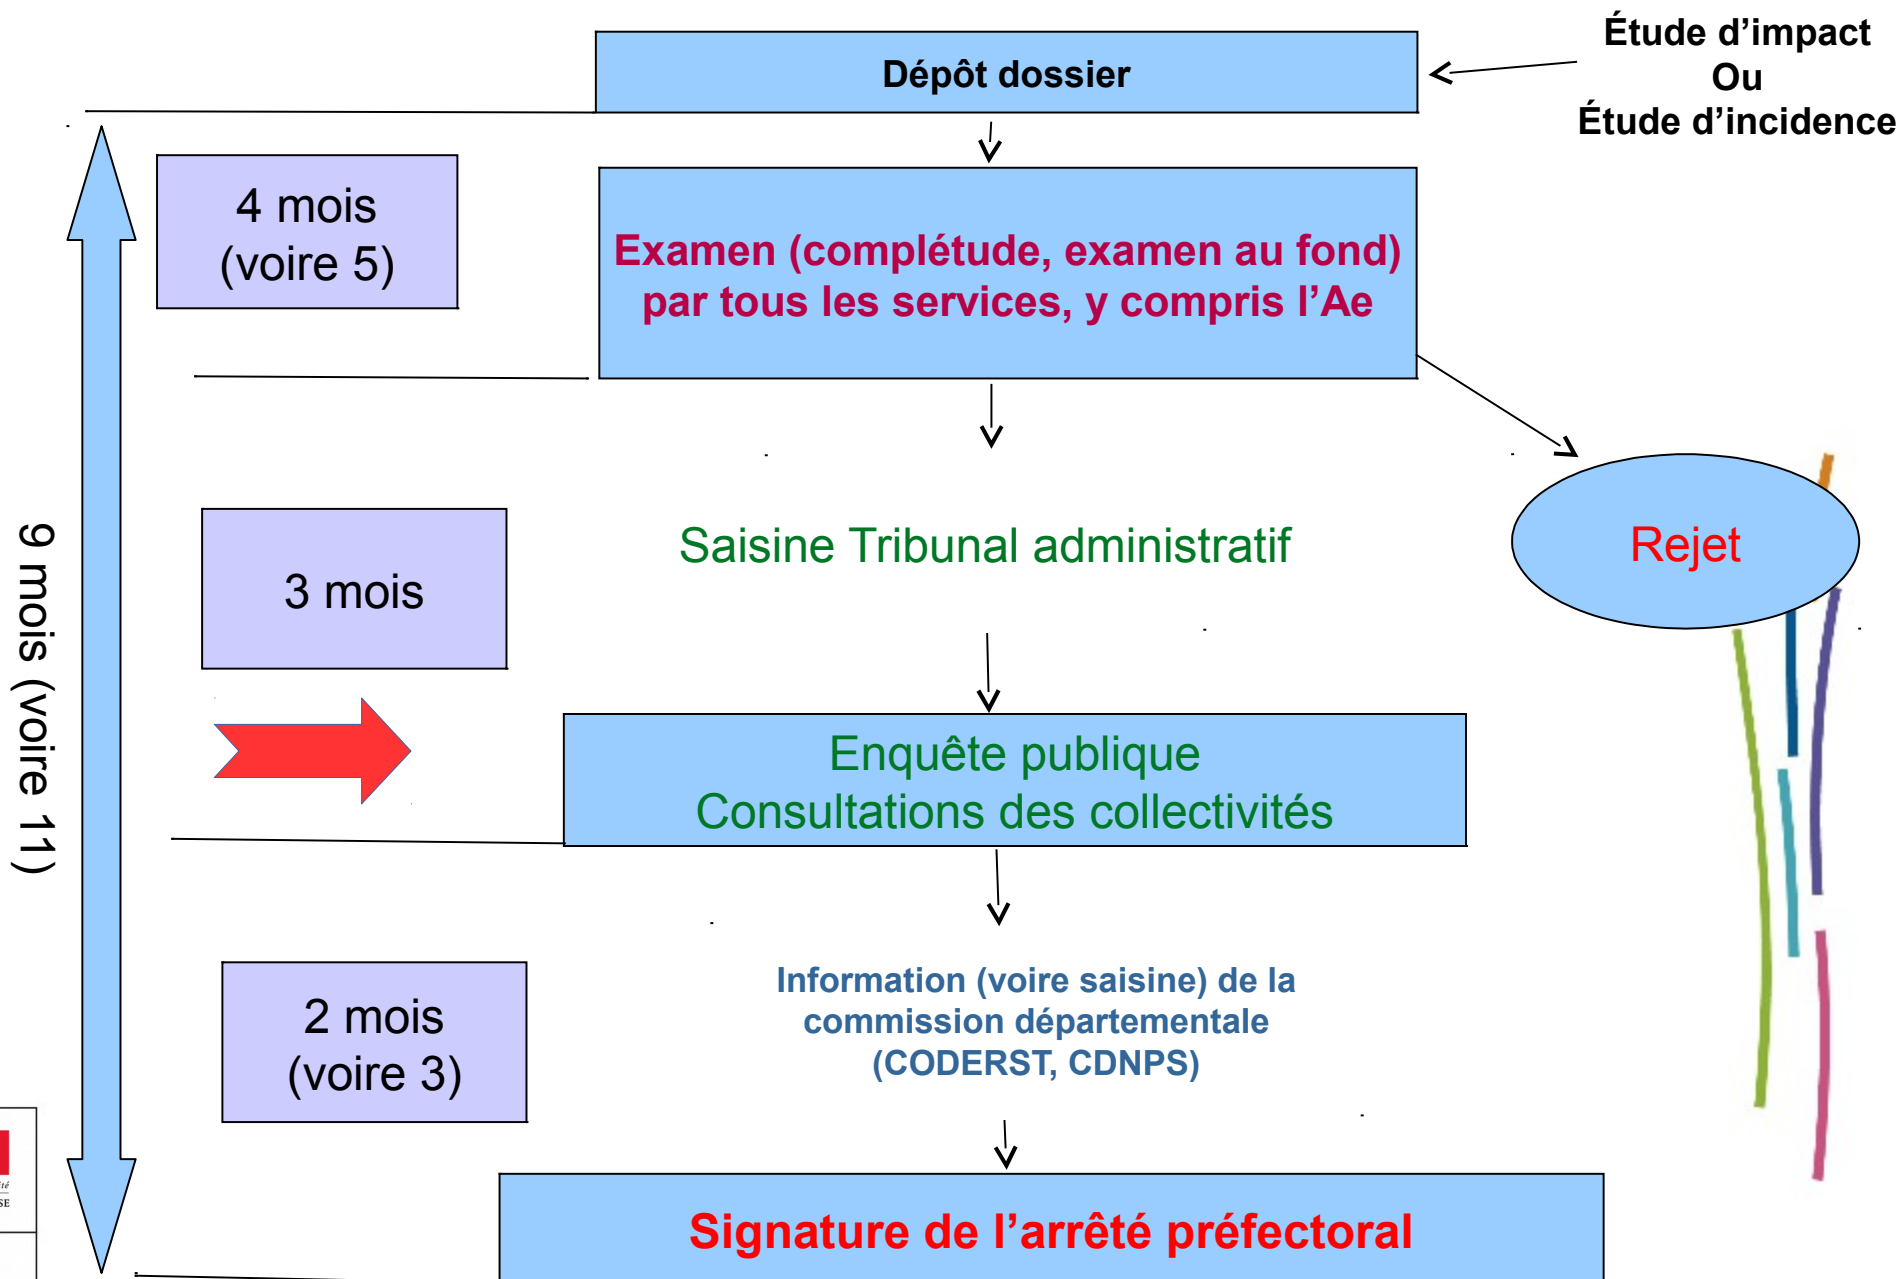 Étude d’impact
Ou
Étude d’incidence
Dépôt dossier
4 mois
(voire 5)
Examen (complétude, examen au fond)
par tous les services, y compris l’Ae
9 mois (voire 11)
3 mois
Saisine Tribunal administratif
Rejet
Enquête publique
Consultations des collectivités
2 mois
(voire 3)
Information (voire saisine) de la
commission départementale
(CODERST, CDNPS)
Signature de l’arrêté préfectoral